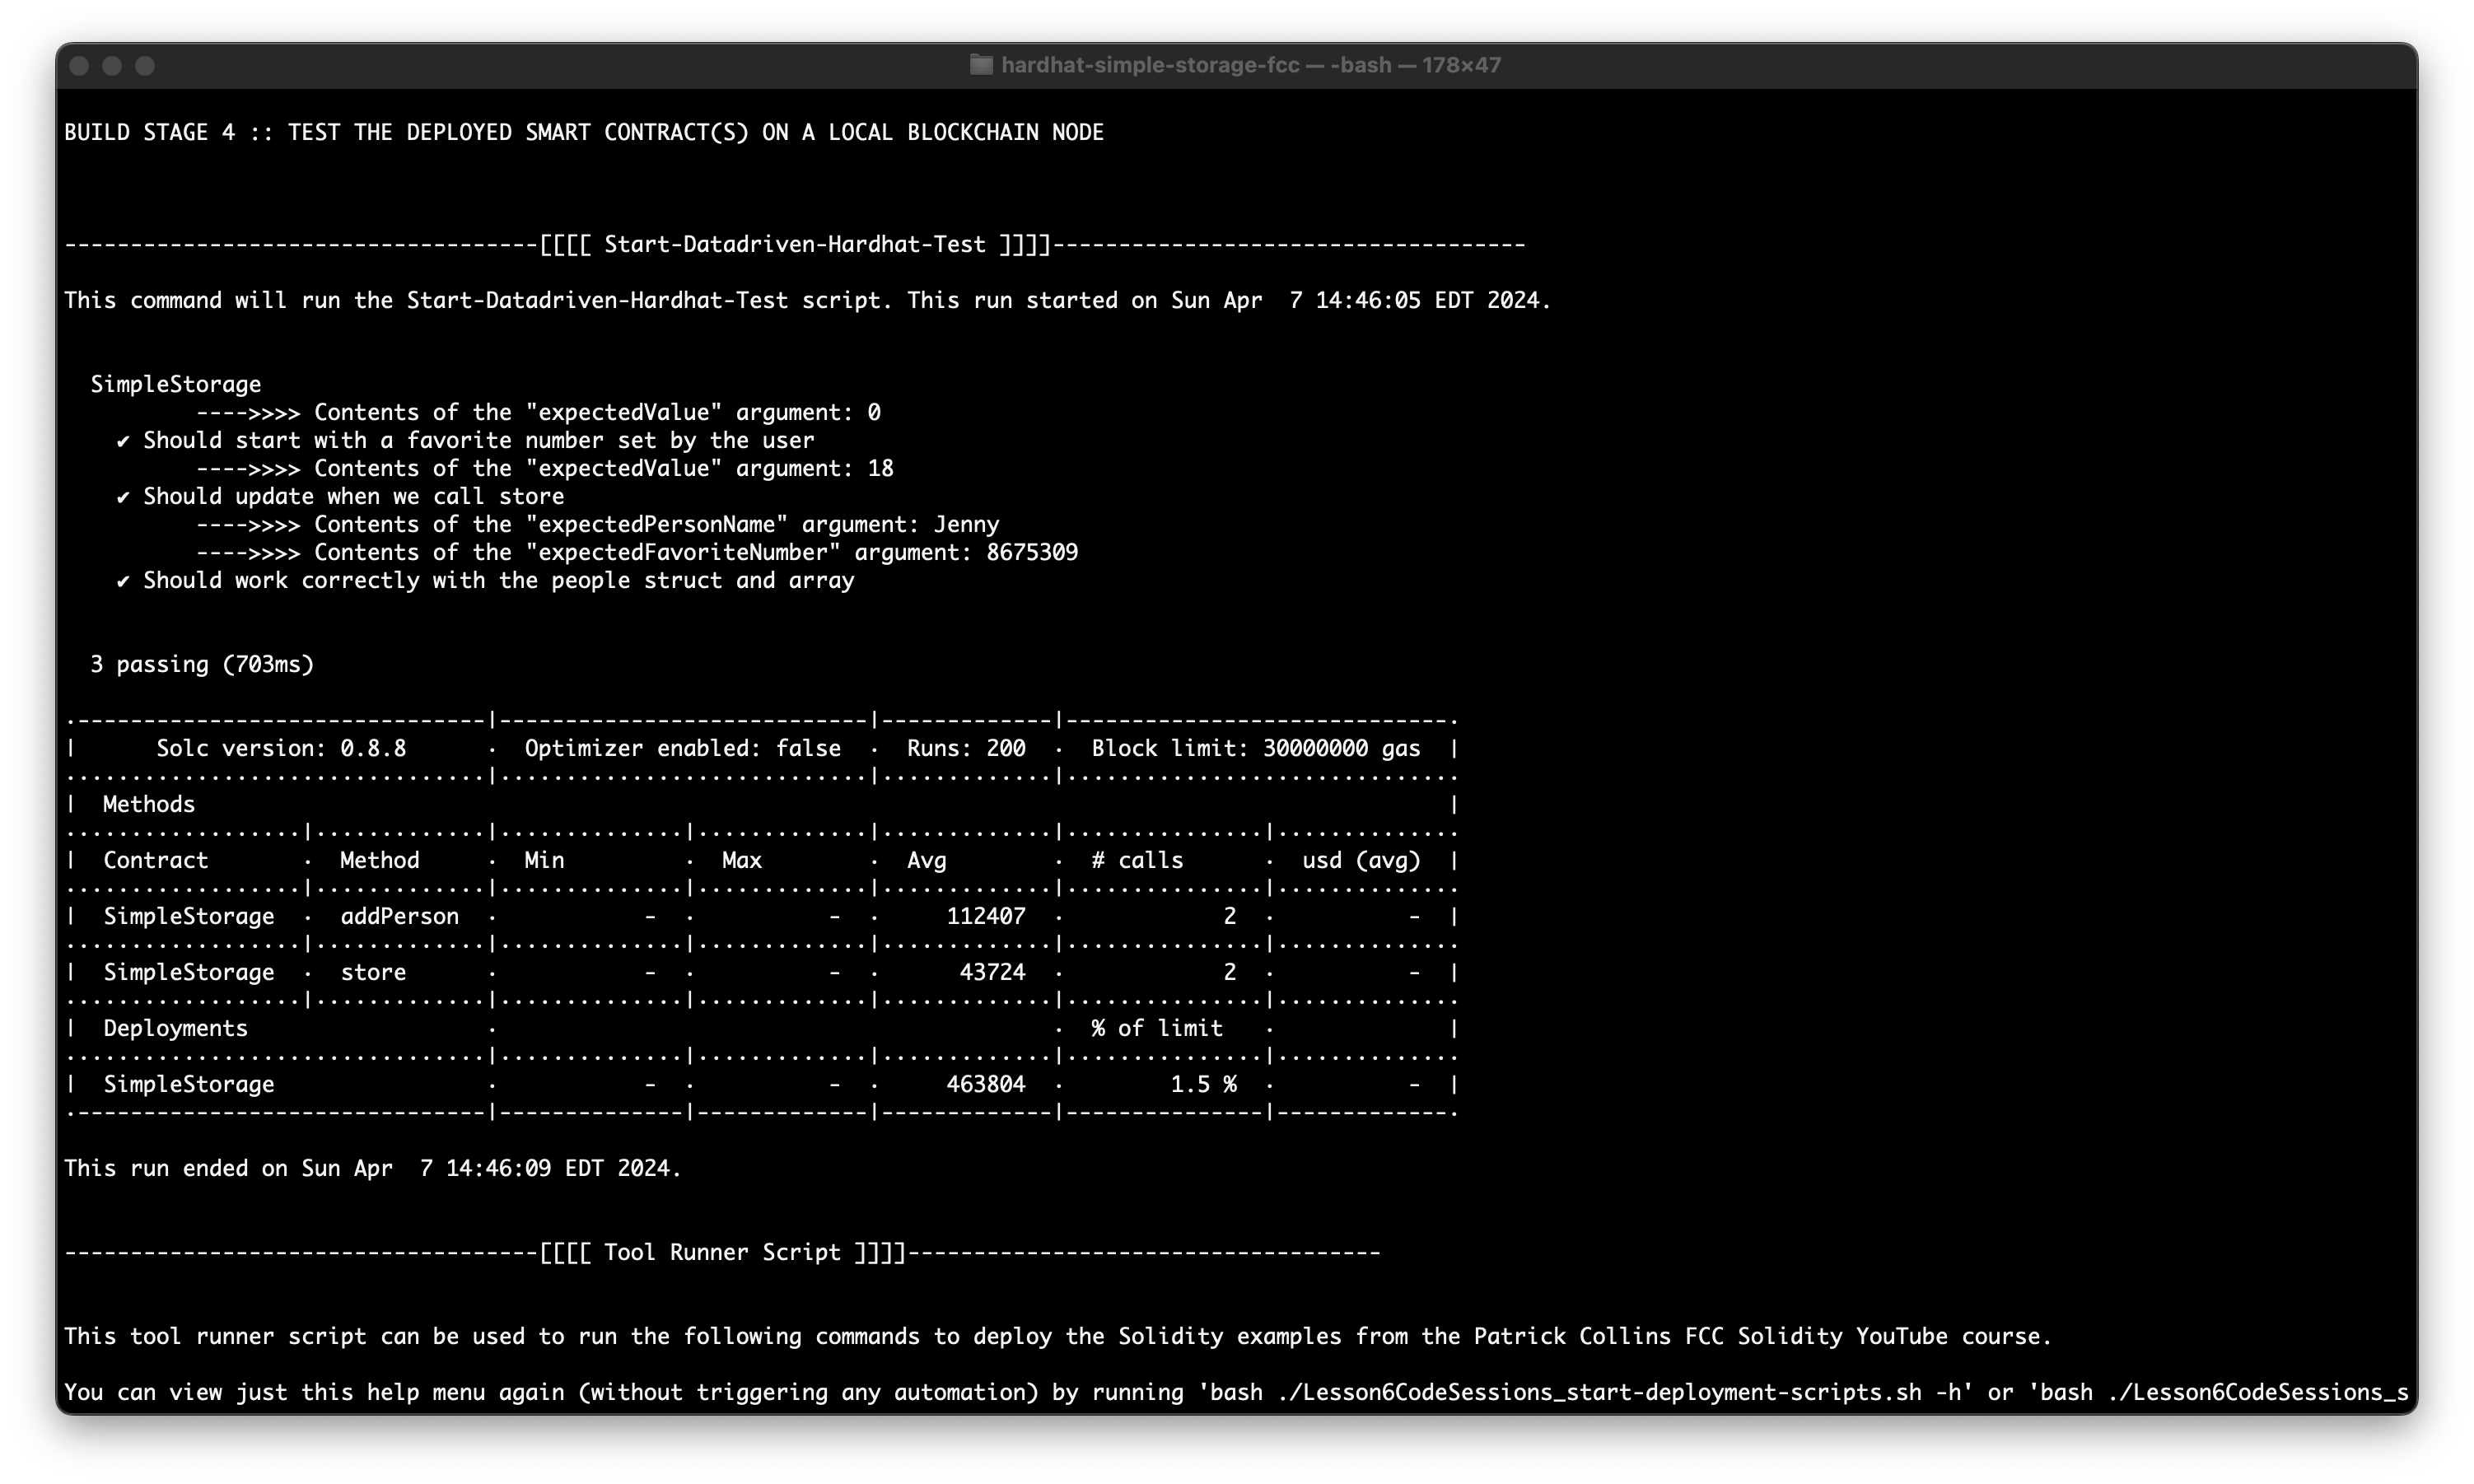 hardhat-simple-storage-fcc — -bash — 178×47
BUILD STAGE 4 :: TEST THE DEPLOYED SMART CONTRACT(S) ON A LOCAL BLOCKCHAIN NODE
------------------------------------[[[[ Start-Datadriven-Hardhat-Test ]]]]------------------------------------
This command will run the Start-Datadriven-Hardhat-Test script. This run started on Sun Apr  7 14:46:05 EDT 2024.
  SimpleStorage
          ---->>>> Contents of the "expectedValue" argument: 0
    ✔ Should start with a favorite number set by the user
          ---->>>> Contents of the "expectedValue" argument: 18
    ✔ Should update when we call store
          ---->>>> Contents of the "expectedPersonName" argument: Jenny
          ---->>>> Contents of the "expectedFavoriteNumber" argument: 8675309
    ✔ Should work correctly with the people struct and array
  3 passing (703ms)
·-------------------------------|----------------------------|-------------|-----------------------------·
|      Solc version: 0.8.8      ·  Optimizer enabled: false  ·  Runs: 200  ·  Block limit: 30000000 gas  |
································|····························|·············|······························
|  Methods                                                                                               |
··················|·············|··············|·············|·············|···············|··············
|  Contract       ·  Method     ·  Min         ·  Max        ·  Avg        ·  # calls      ·  usd (avg)  |
··················|·············|··············|·············|·············|···············|··············
|  SimpleStorage  ·  addPerson  ·           -  ·          -  ·     112407  ·            2  ·          -  |
··················|·············|··············|·············|·············|···············|··············
|  SimpleStorage  ·  store      ·           -  ·          -  ·      43724  ·            2  ·          -  |
··················|·············|··············|·············|·············|···············|··············
|  Deployments                  ·                                          ·  % of limit   ·             |
································|··············|·············|·············|···············|··············
|  SimpleStorage                ·           -  ·          -  ·     463804  ·        1.5 %  ·          -  |
·-------------------------------|--------------|-------------|-------------|---------------|-------------·
This run ended on Sun Apr  7 14:46:09 EDT 2024.
------------------------------------[[[[ Tool Runner Script ]]]]------------------------------------
This tool runner script can be used to run the following commands to deploy the Solidity examples from the Patrick Collins FCC Solidity YouTube course.
You can view just this help menu again (without triggering any automation) by running 'bash ./Lesson6CodeSessions_start-deployment-scripts.sh -h' or 'bash ./Lesson6CodeSessions_s